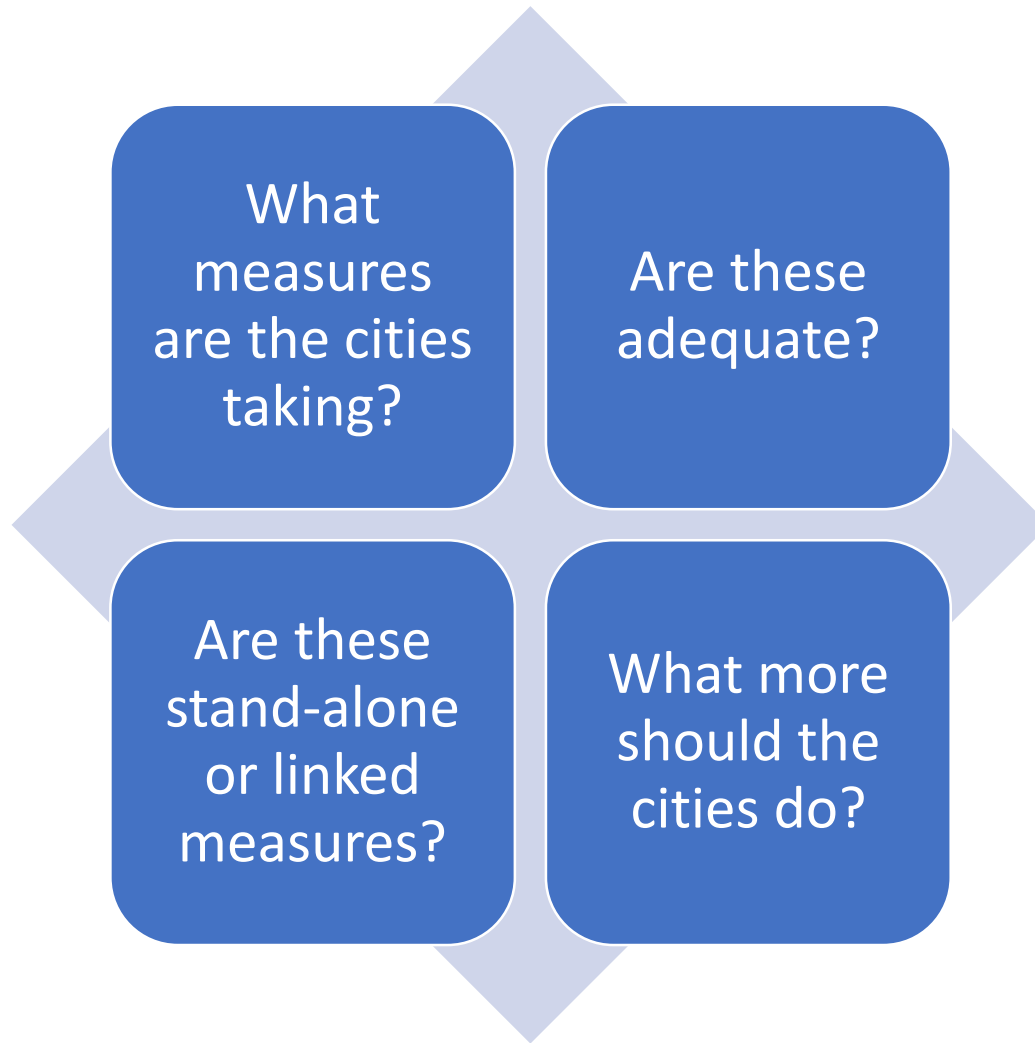 What
measures
are the cities
taking?
Are these
adequate?
Are these
stand-alone
or linked
measures?
What more
should the
cities do?